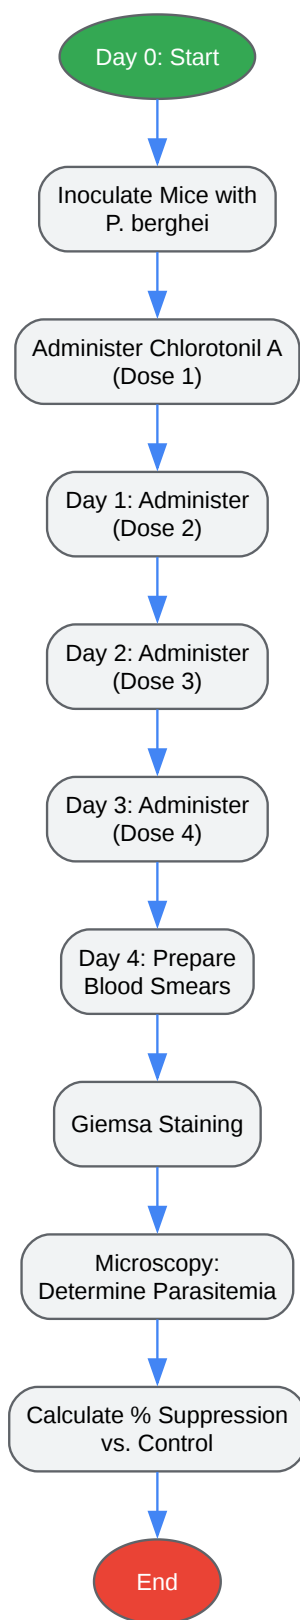 Day 0: Start
Inoculate Mice with
P. berghei
Administer Chlorotonil A
(Dose 1)
Day 1: Administer
(Dose 2)
Day 2: Administer
(Dose 3)
Day 3: Administer
(Dose 4)
Day 4: Prepare
Blood Smears
Giemsa Staining
Microscopy:
Determine Parasitemia
Calculate % Suppression
vs. Control
End